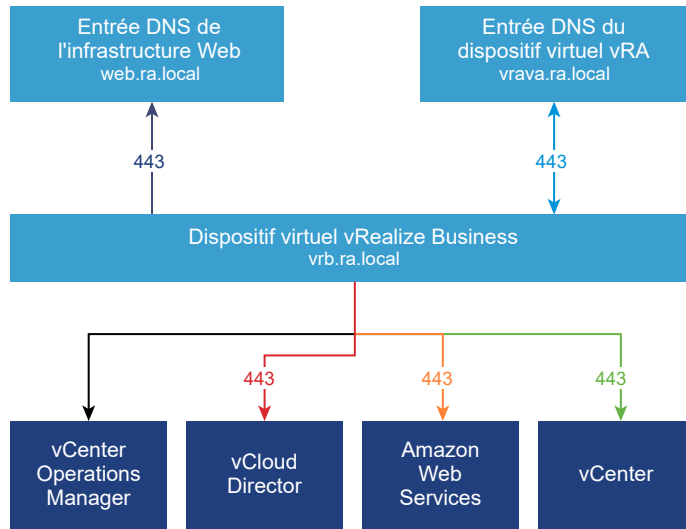 Entrée DNS de
l'infrastructure Web
web.ra.local
Entrée DNS du
dispositif virtuel vRA
vrava.ra.local
443
443
Dispositif virtuel vRealize Business
vrb.ra.local
443
443
443
vCenter
Operations
Manager
vCloud
Director
Amazon
Web
Services
vCenter